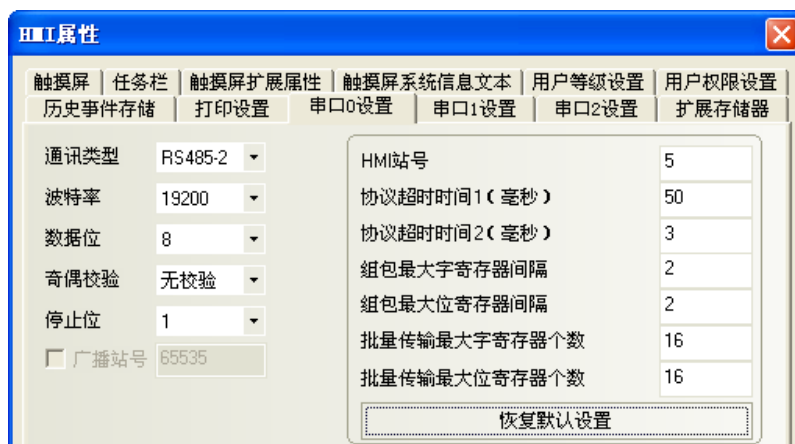 HMI属性
触摸屏 任务栏 触摸屏扩展属性 触摸屏系统信息文本 用户等级设置 用户权限设置
历史事件存储 打印设置 串口0设置 串口1设置 串口2设置 扩展存储器
通讯类型 RS485-2
波特率 19200
数据位 8
奇偶校验 无校验
停止位 1
广播站号 65535
HMI站号 5
协议超时时间1(毫秒) 50
协议超时时间2(毫秒) 3
组包最大字寄存器间隔 2
组包最大位寄存器间隔 2
批量传输最大字寄存器个数 16
批量传输最大位寄存器个数 16
恢复默认设置